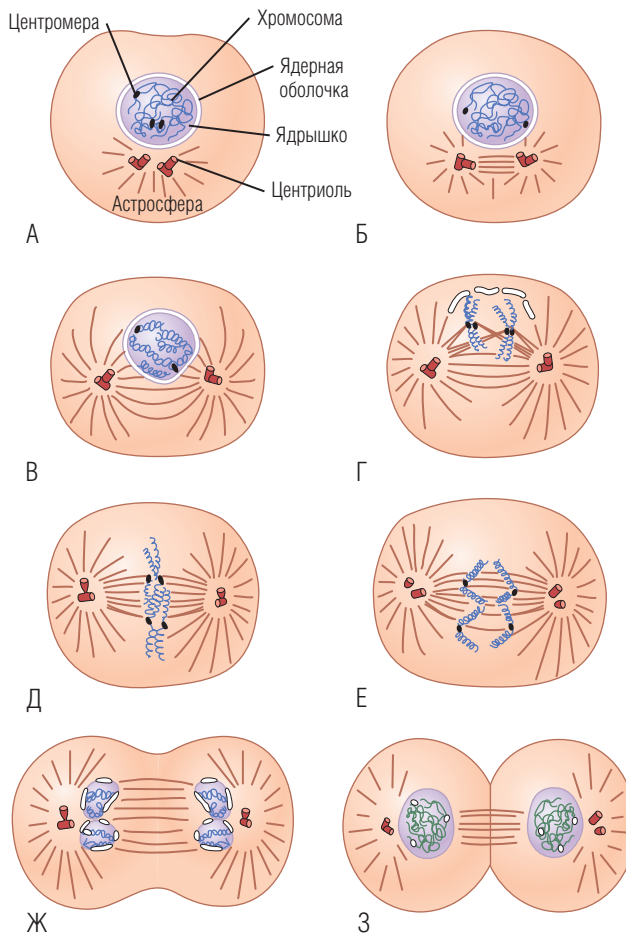 Центромера
Хромосома
Ядерная
оболочка
Ядрышко
Центриоль
Астросфера
А
Б
В
Г
Д
Е
Ж
З